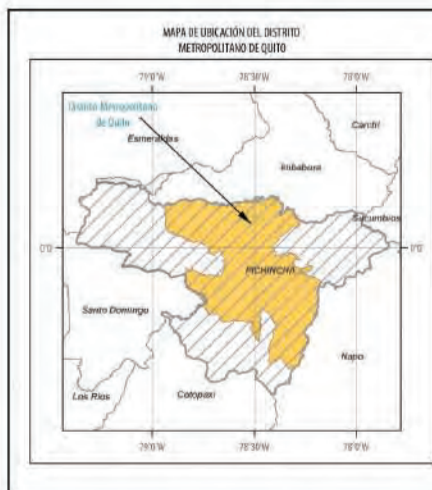 MAPA DE UBICACIÓN DEL DISTRITO
METROPOLITANO DE QUITO
79°0'W
78°30'W
78°0'W
Distrito Metropolitano
de Quito
Carchi
Esmeraldas
Imbabura
Sucumbios
0°0'
0°0'
PICHINCHA
Santo Domingo
Napo
Los Ríos
Cotopaxi
79°0'W
78°30'W
78°0'W